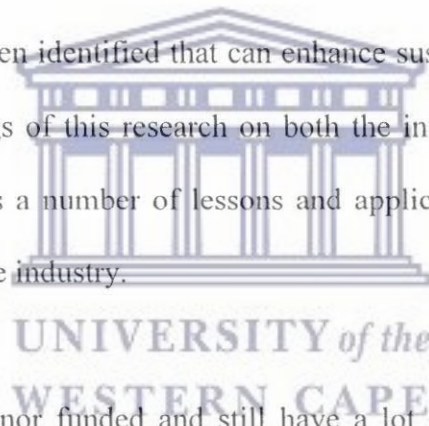 en identified that can enhance sus
s of this research on both the in
s a number of lessons and applic
e industry.
UNIVERSITY of the
WESTERN CAPE
nor funded and still have a lot